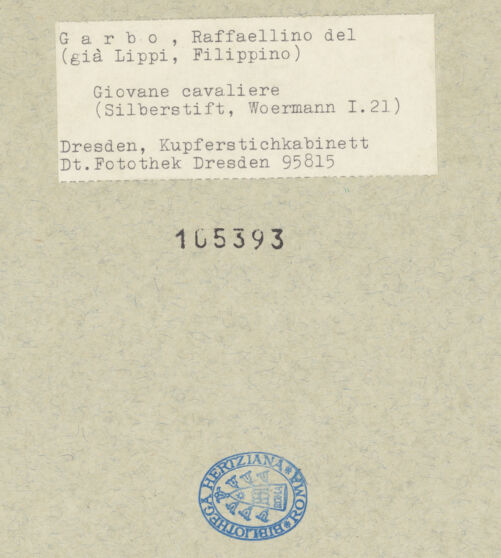 G a r b o , Raffaellino del
(già Lippi, Filippino)
Giovane cavaliere
(Silberstift, Woermann I.21)
Dresden, Kupferstichkabinett
Dt.Fotothek Dresden 95815
105393
BIBLIOTHECA HERTZIANA * ROMA *